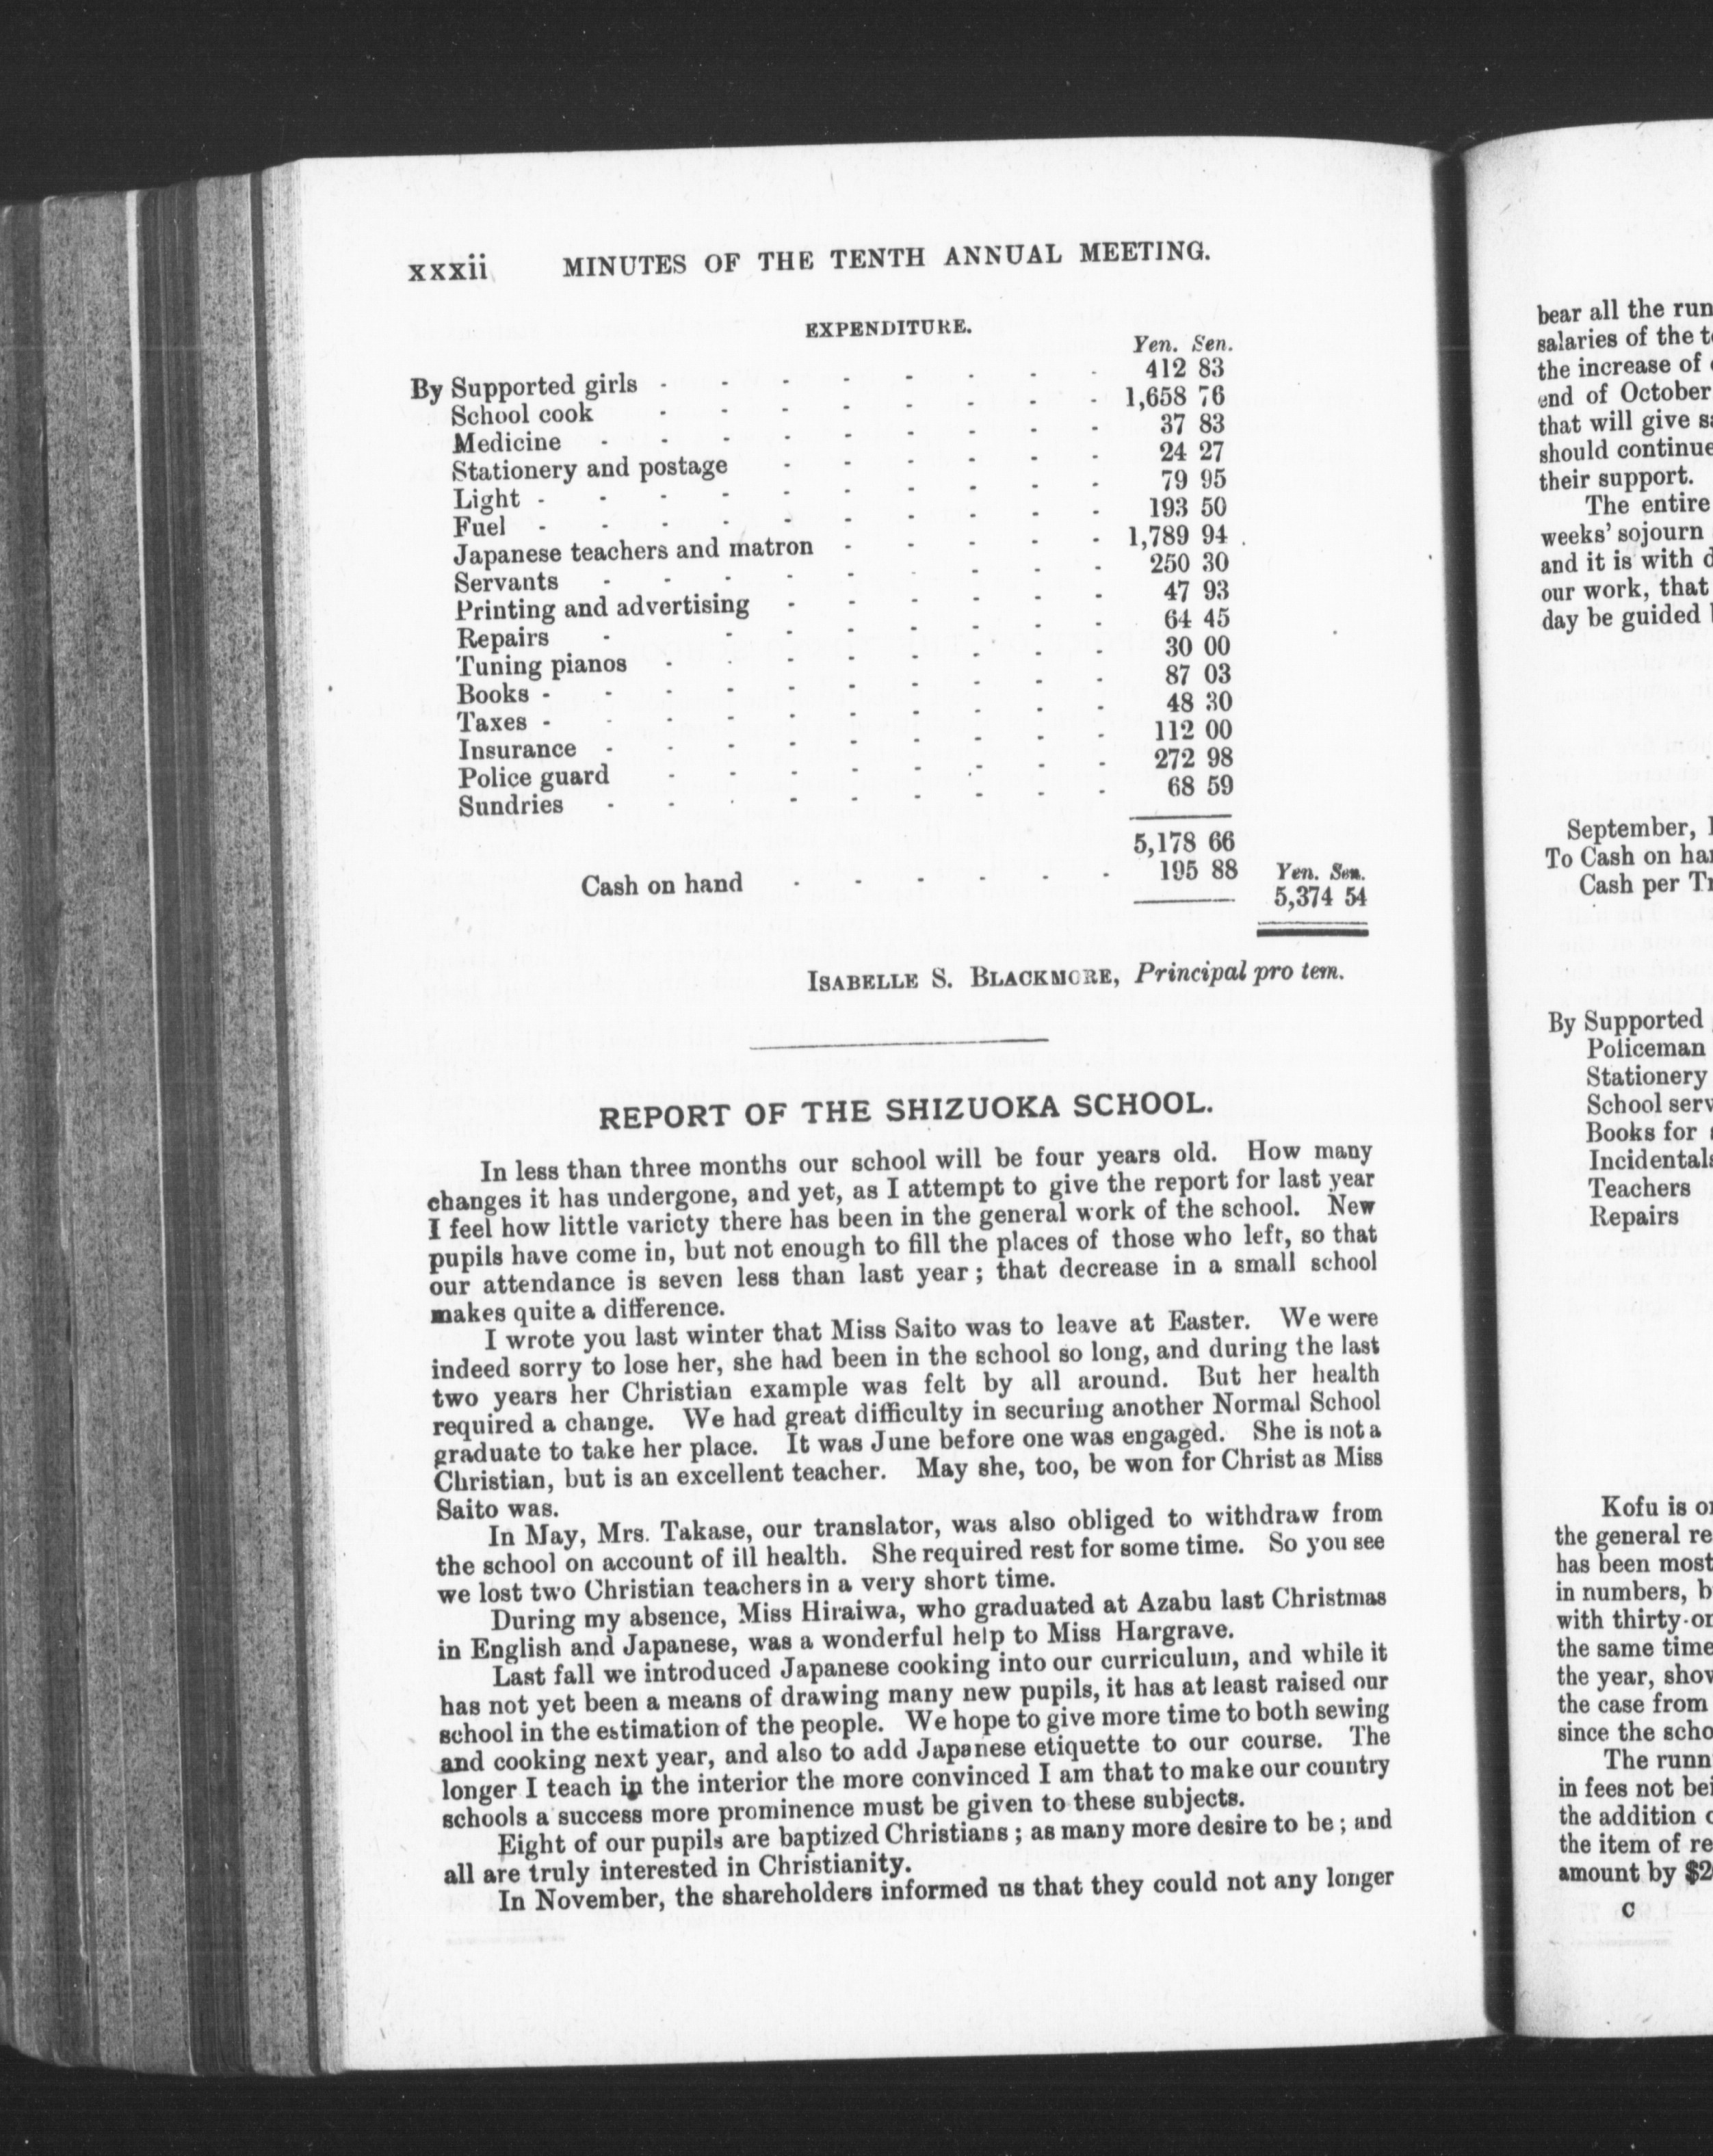 xxxii MINUTES OF THE TENTH ANNUAL MEETING.
EXPENDITURE.
Yen. Sen.
By Supported girls - - - - - - - - 412 83
School cook - - - - - - - - 1,658 76
Medicine - - - - - - - - - 37 83
Stationery and postage - - - - - - 24 27
Light - - - - - - - - - - 79 95
Fuel - - - - - - - - - - 193 50
Japanese teachers and matron - - - - - 1,789 94
Servants - - - - - - - - - 250 30
Printing and advertising - - - - - - 47 93
Repairs - - - - - - - - 64 45
Tuning pianos - - - - - - - - 30 00
Books - - - - - - - - - - 87 03
Taxes - - - - - - - - - - 48 30
Insurance - - - - - - - - - 112 00
Police guard - - - - - - - - 272 98
Sundries - - - - - - - - - 68 59
5,178 66
Cash on hand - - - - - - 195 88 Yen. Sen.
5,374 54
ISABELLE S. BLACKMORE, Principal pro tem.
REPORT OF THE SHIZUOKA SCHOOL.
In less than three months our school will be four years old. How many
changes it has undergone, and yet, as I attempt to give the report for last year
I feel how little variety there has been in the general work of the school. New
pupils have come in, but not enough to fill the places of those who left, so that
our attendance is seven less than last year; that decrease in a small school
makes quite a difference.
I wrote you last winter that Miss Saito was to leave at Easter. We were
indeed sorry to lose her, she had been in the school so long, and during the last
two years her Christian example was felt by all around. But her health
required a change. We had great difficulty in securing another Normal School
graduate to take her place. It was June before one was engaged. She is not a
Christian, but is an excellent teacher. May she, too, be won for Christ as Miss
Saito was.
In May, Mrs. Takase, our translator, was also obliged to withdraw from
the school on account of ill health. She required rest for some time. So you see
we lost two Christian teachers in a very short time.
During my absence, Miss Hiraiwa, who graduated at Azabu last Christmas
in English and Japanese, was a wonderful help to Miss Hargrave.
Last fall we introduced Japanese cooking into our curriculum, and while it
has not yet been a means of drawing many new pupils, it has at least raised our
school in the estimation of the people. We hope to give more time to both sewing
and cooking next year, and also to add Japanese etiquette to our course. The
longer I teach in the interior the more convinced I am that to make our country
schools a success more prominence must be given to these subjects.
Eight of our pupils are baptized Christians; as many more desire to be; and
all are truly interested in Christianity.
In November, the shareholders informed us that they could not any longer
bear all the run
salaries of the
the increase of
end of October
that will give
should continue
their support.
The entire
weeks' sojourn
and it is with
our work, that
day be guided
September,
To Cash on
Cash per
By Supported
Policeman
Stationery
School
Books for
Incidentals
Teachers
Repairs
Kofu is
the general
has been most
in numbers,
with
the same time
the year,
the case from
since the
The
in fees not
the addition
the item of
amount by
C